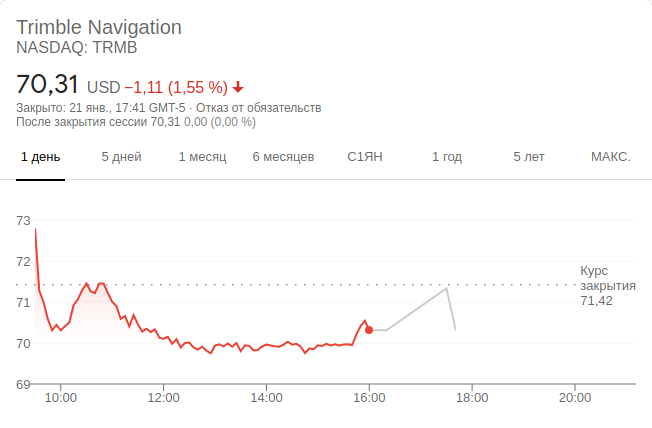 Trimble Navigation
NASDAQ: TRMB
70,31 USD −1,11 (1,55 %)
Закрыто: 21 янв., 17:41 GMT-5 · Отказ от обязательств
После закрытия сессии 70,31 0,00 (0,00 %)
1 день 5 дней 1 месяц 6 месяцев С1ЯН 1 год 5 лет МАКС.
73
72
Курс
закрытия
71,42
71
70
69
10:00 12:00 14:00 16:00 18:00 20:00